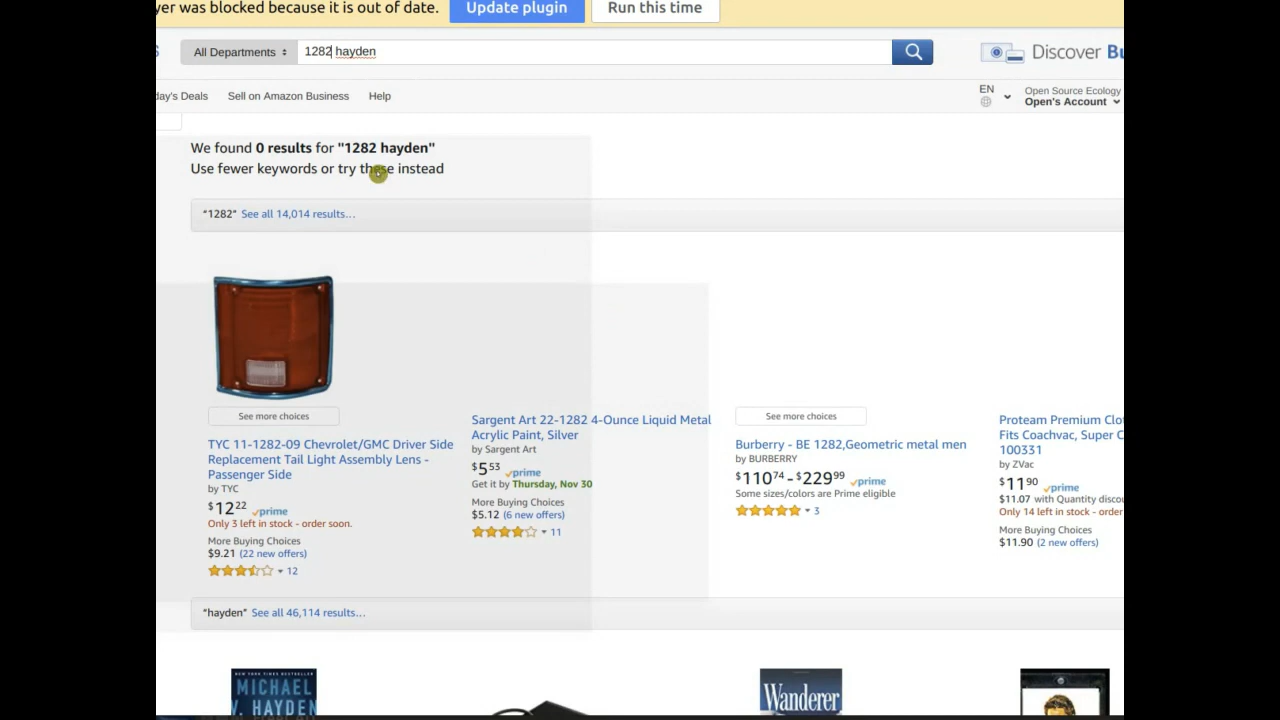 yer was blocked because it is out of date. Update plugin Run this time
All Departments 1282 hayden Discover
day's Deals Sell on Amazon Business Help EN Open Source Ecology
Open's Account
We found 0 results for "1282 hayden"
Use fewer keywords or try these instead
"1282" See all 14,014 results...
See more choices
TYC 11-1282-09 Chevrolet/GMC Driver Side
Replacement Tail Light Assembly Lens -
Passenger Side
by TYC
$12 22 prime
Only 3 left in stock - order soon.
More Buying Choices
$9.21 (22 new offers)
12
Sargent Art 22-1282 4-Ounce Liquid Metal
Acrylic Paint, Silver
by Sargent Art
$5 53 prime
Get it by Thursday, Nov 30
More Buying Choices
$5.12 (6 new offers)
11
See more choices
Burberry - BE 1282,Geometric metal men
by BURBERRY
$110 74 - $229 99 prime
Some sizes/colors are Prime eligible
3
Proteam Premium Clo
Fits Coachvac, Super C
100331
by ZVac
$11 90 prime
$11.07 with Quantity discou
Only 14 left in stock - order
More Buying Choices
$11.90 (2 new offers)
"hayden" See all 46,114 results...
MICHAEL
V. HAYDEN
Wanderer